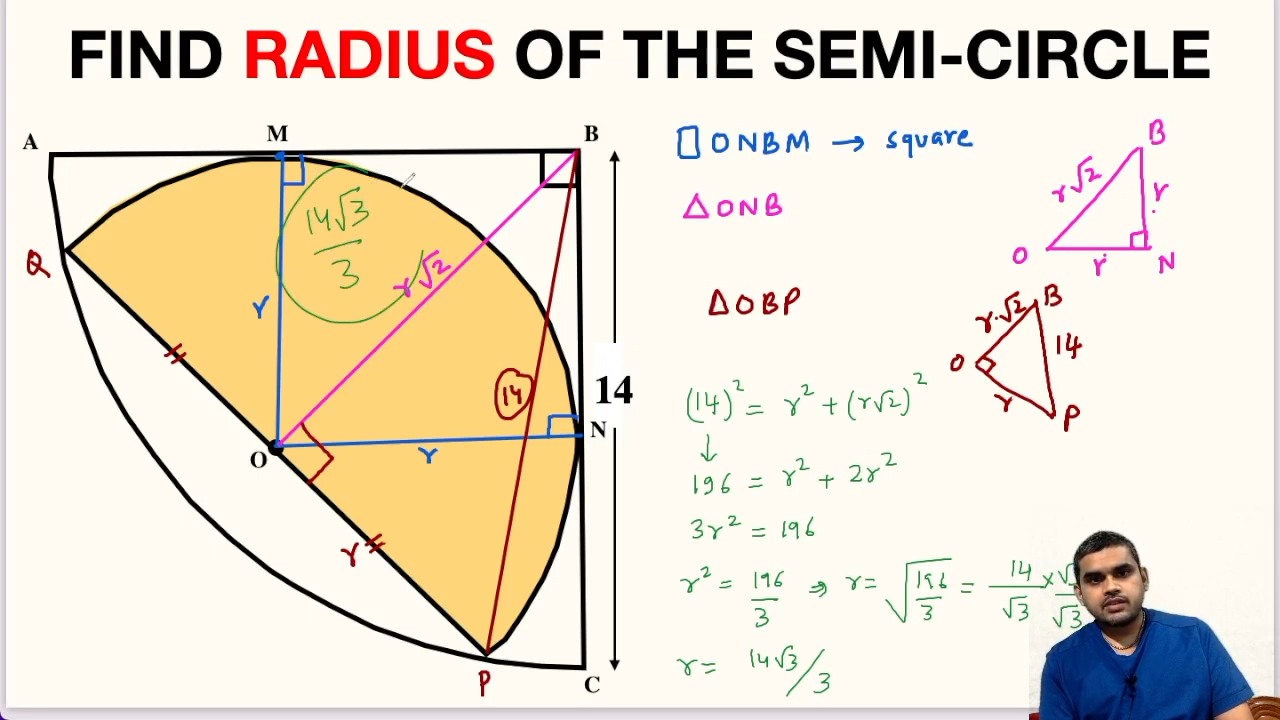 FIND RADIUS OF THE SEMI-CIRCLE
A
M
B
Q
14√3/3
r
r√2
14
14
O
r
N
r
P
C
□ ONBM → square
△ONB
B
r√2
r
O
r
N
△OBP
r.√2
B
O
14
r
P
(14)² = r² + (r√2)²
↓
196 = r² + 2r²
3r² = 196
r² = 196/3 ⇒ r = √196/3 = 14/√3 × √ /√3
r = 14√3/3